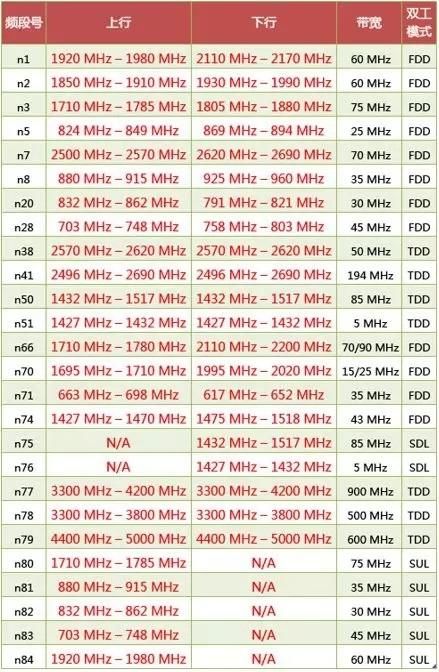 频段号 上行 下行 带宽 双工模式
n1 1920 MHz – 1980 MHz 2110 MHz – 2170 MHz 60 MHz FDD
n2 1850 MHz – 1910 MHz 1930 MHz – 1990 MHz 60 MHz FDD
n3 1710 MHz – 1785 MHz 1805 MHz – 1880 MHz 75 MHz FDD
n5 824 MHz – 849 MHz 869 MHz – 894 MHz 25 MHz FDD
n7 2500 MHz – 2570 MHz 2620 MHz – 2690 MHz 70 MHz FDD
n8 880 MHz – 915 MHz 925 MHz – 960 MHz 35 MHz FDD
n20 832 MHz – 862 MHz 791 MHz – 821 MHz 30 MHz FDD
n28 703 MHz – 748 MHz 758 MHz – 803 MHz 45 MHz FDD
n38 2570 MHz – 2620 MHz 2570 MHz – 2620 MHz 50 MHz TDD
n41 2496 MHz – 2690 MHz 2496 MHz – 2690 MHz 194 MHz TDD
n50 1432 MHz – 1517 MHz 1432 MHz – 1517 MHz 85 MHz TDD
n51 1427 MHz – 1432 MHz 1427 MHz – 1432 MHz 5 MHz TDD
n66 1710 MHz – 1780 MHz 2110 MHz – 2200 MHz 70/90 MHz FDD
n70 1695 MHz – 1710 MHz 1995 MHz – 2020 MHz 15/25 MHz FDD
n71 663 MHz – 698 MHz 617 MHz – 652 MHz 35 MHz FDD
n74 1427 MHz – 1470 MHz 1475 MHz – 1518 MHz 43 MHz FDD
n75 N/A 1432 MHz – 1517 MHz 85 MHz SDL
n76 N/A 1427 MHz – 1432 MHz 5 MHz SDL
n77 3300 MHz – 4200 MHz 3300 MHz – 4200 MHz 900 MHz TDD
n78 3300 MHz – 3800 MHz 3300 MHz – 3800 MHz 500 MHz TDD
n79 4400 MHz – 5000 MHz 4400 MHz – 5000 MHz 600 MHz TDD
n80 1710 MHz – 1785 MHz N/A 75 MHz SUL
n81 880 MHz – 915 MHz N/A 35 MHz SUL
n82 832 MHz – 862 MHz N/A 30 MHz SUL
n83 703 MHz – 748 MHz N/A 45 MHz SUL
n84 1920 MHz – 1980 MHz N/A 60 MHz SUL